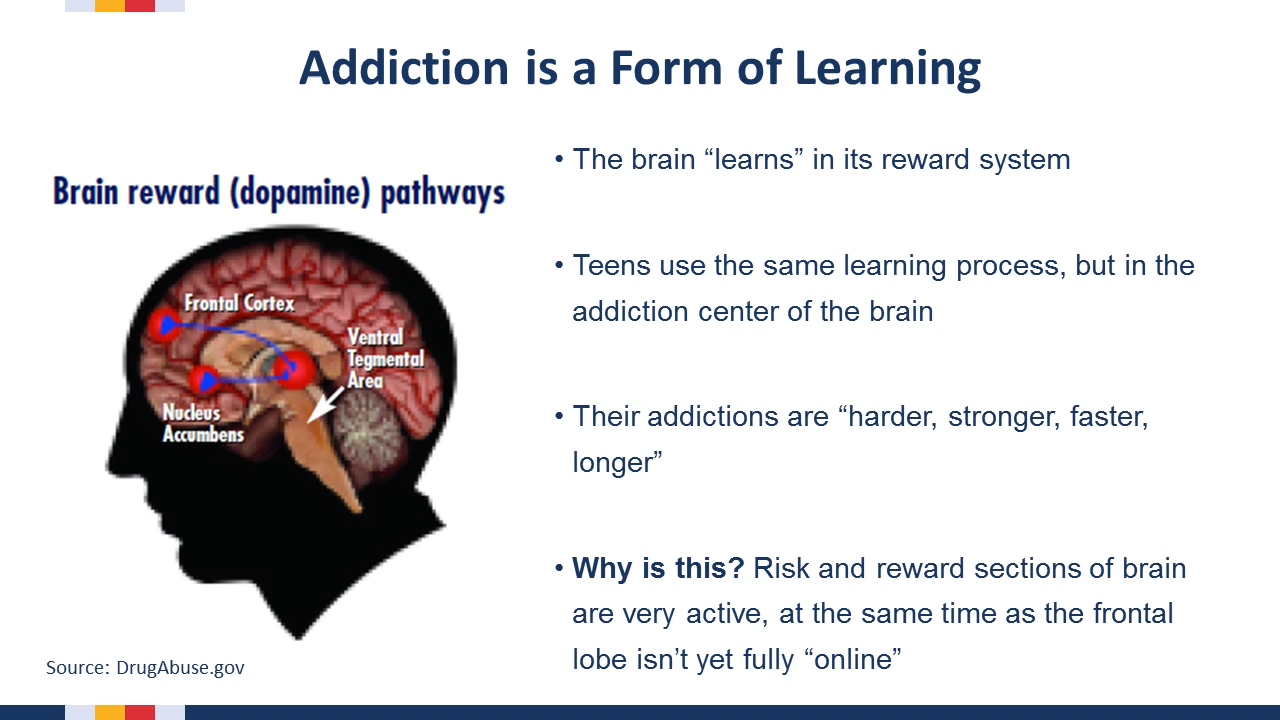 Addiction is a Form of Learning
Brain reward (dopamine) pathways
Frontal Cortex
Ventral
Tegmental
Area
Nucleus
Accumbens
Source: DrugAbuse.gov
• The brain “learns” in its reward system
• Teens use the same learning process, but in the
addiction center of the brain
• Their addictions are “harder, stronger, faster,
longer”
• Why is this? Risk and reward sections of brain
are very active, at the same time as the frontal
lobe isn’t yet fully “online”